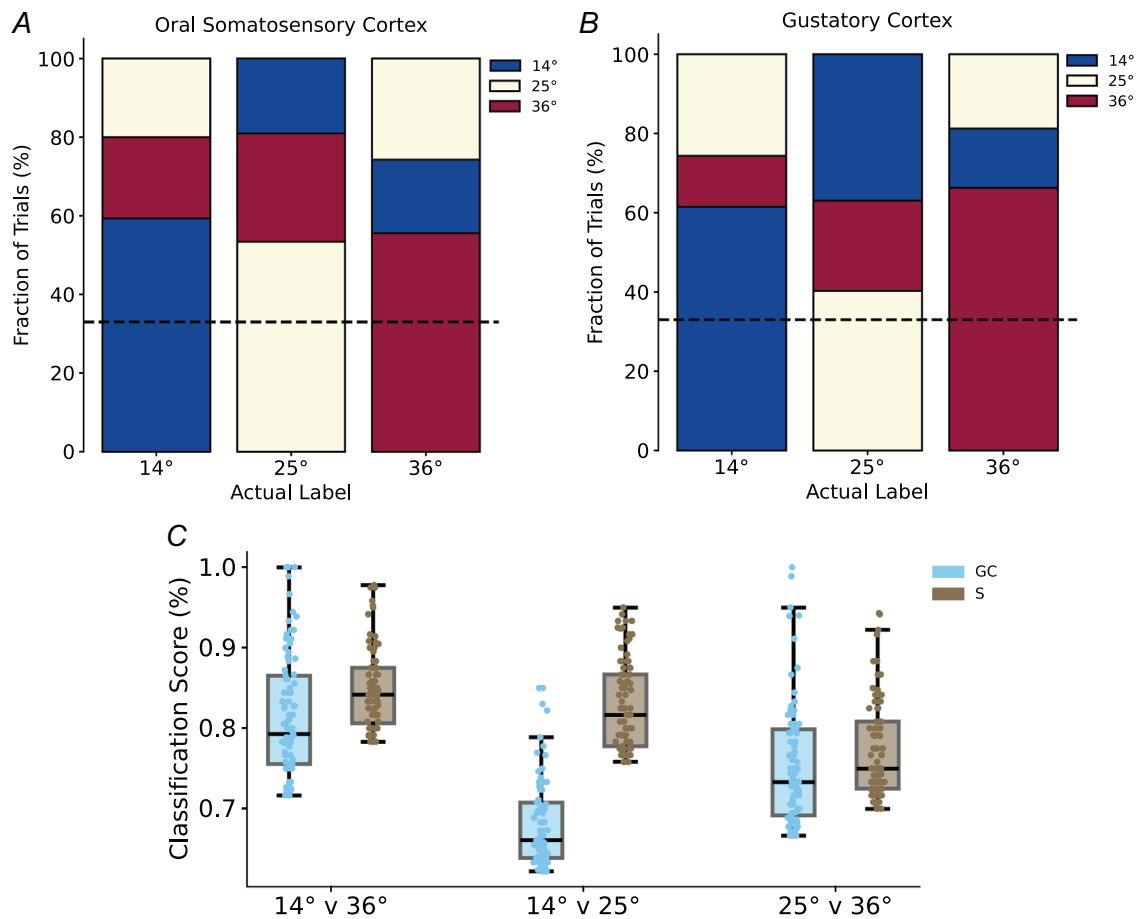 A
Oral Somatosensory Cortex
Fraction of Trials (%)
100
80
60
40
20
0
14°
25°
36°
14° 25° 36°
Actual Label
B
Gustatory Cortex
Fraction of Trials (%)
100
80
60
40
20
0
14°
25°
36°
14° 25° 36°
Actual Label
C
Classification Score (%)
1.0
0.9
0.8
0.7
GC
S
14° v 36° 14° v 25° 25° v 36°